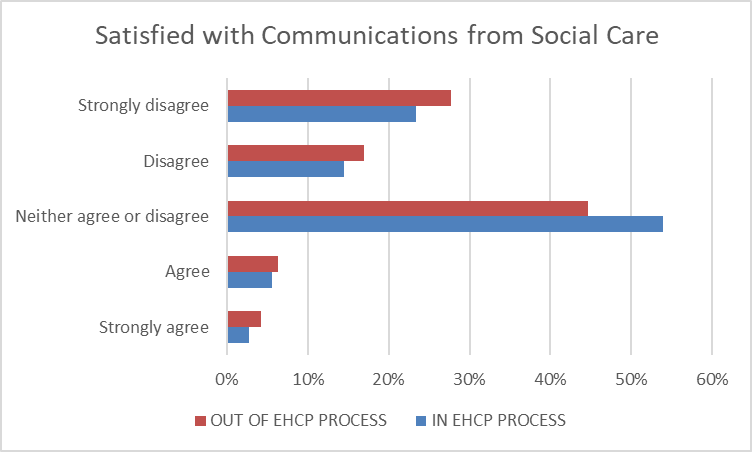 Satisfied with Communications from Social Care
Strongly disagree
Disagree
Neither agree or disagree
Agree
Strongly agree
0% 10% 20% 30% 40% 50% 60%
OUT OF EHCP PROCESS IN EHCP PROCESS